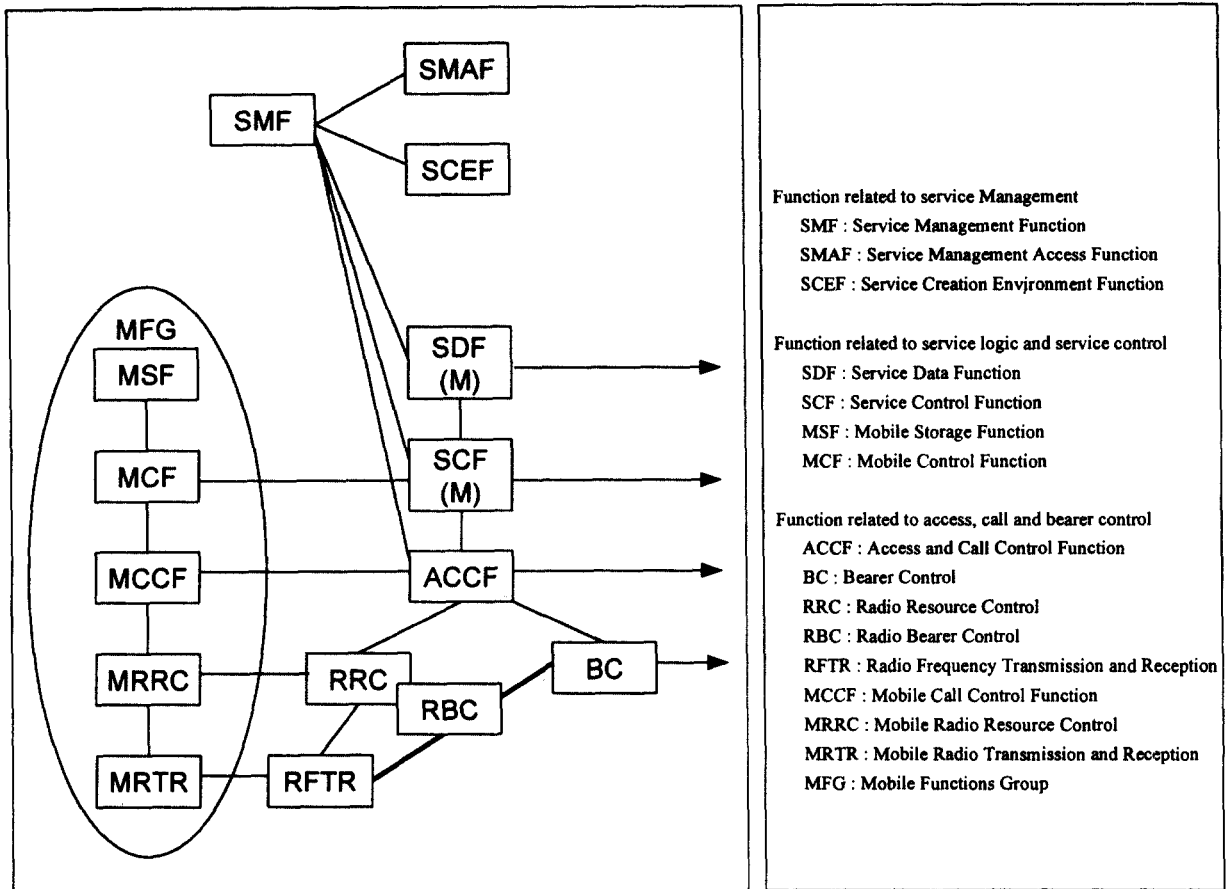 SMAF
SMF
SCEF
MFG
MSF
SDF
(M)
MCF
SCF
(M)
MCCF
ACCF
MRRC
RRC
RBC
BC
MRTR
RFTR
Function related to service Management
SMF : Service Management Function
SMAF : Service Management Access Function
SCEF : Service Creation Environment Function
Function related to service logic and service control
SDF : Service Data Function
SCF : Service Control Function
MSF : Mobile Storage Function
MCF : Mobile Control Function
Function related to access, call and bearer control
ACCF : Access and Call Control Function
BC : Bearer Control
RRC : Radio Resource Control
RBC : Radio Bearer Control
RFTR : Radio Frequency Transmission and Reception
MCCF : Mobile Call Control Function
MRRC : Mobile Radio Resource Control
MRTR : Mobile Radio Transmission and Reception
MFG : Mobile Functions Group